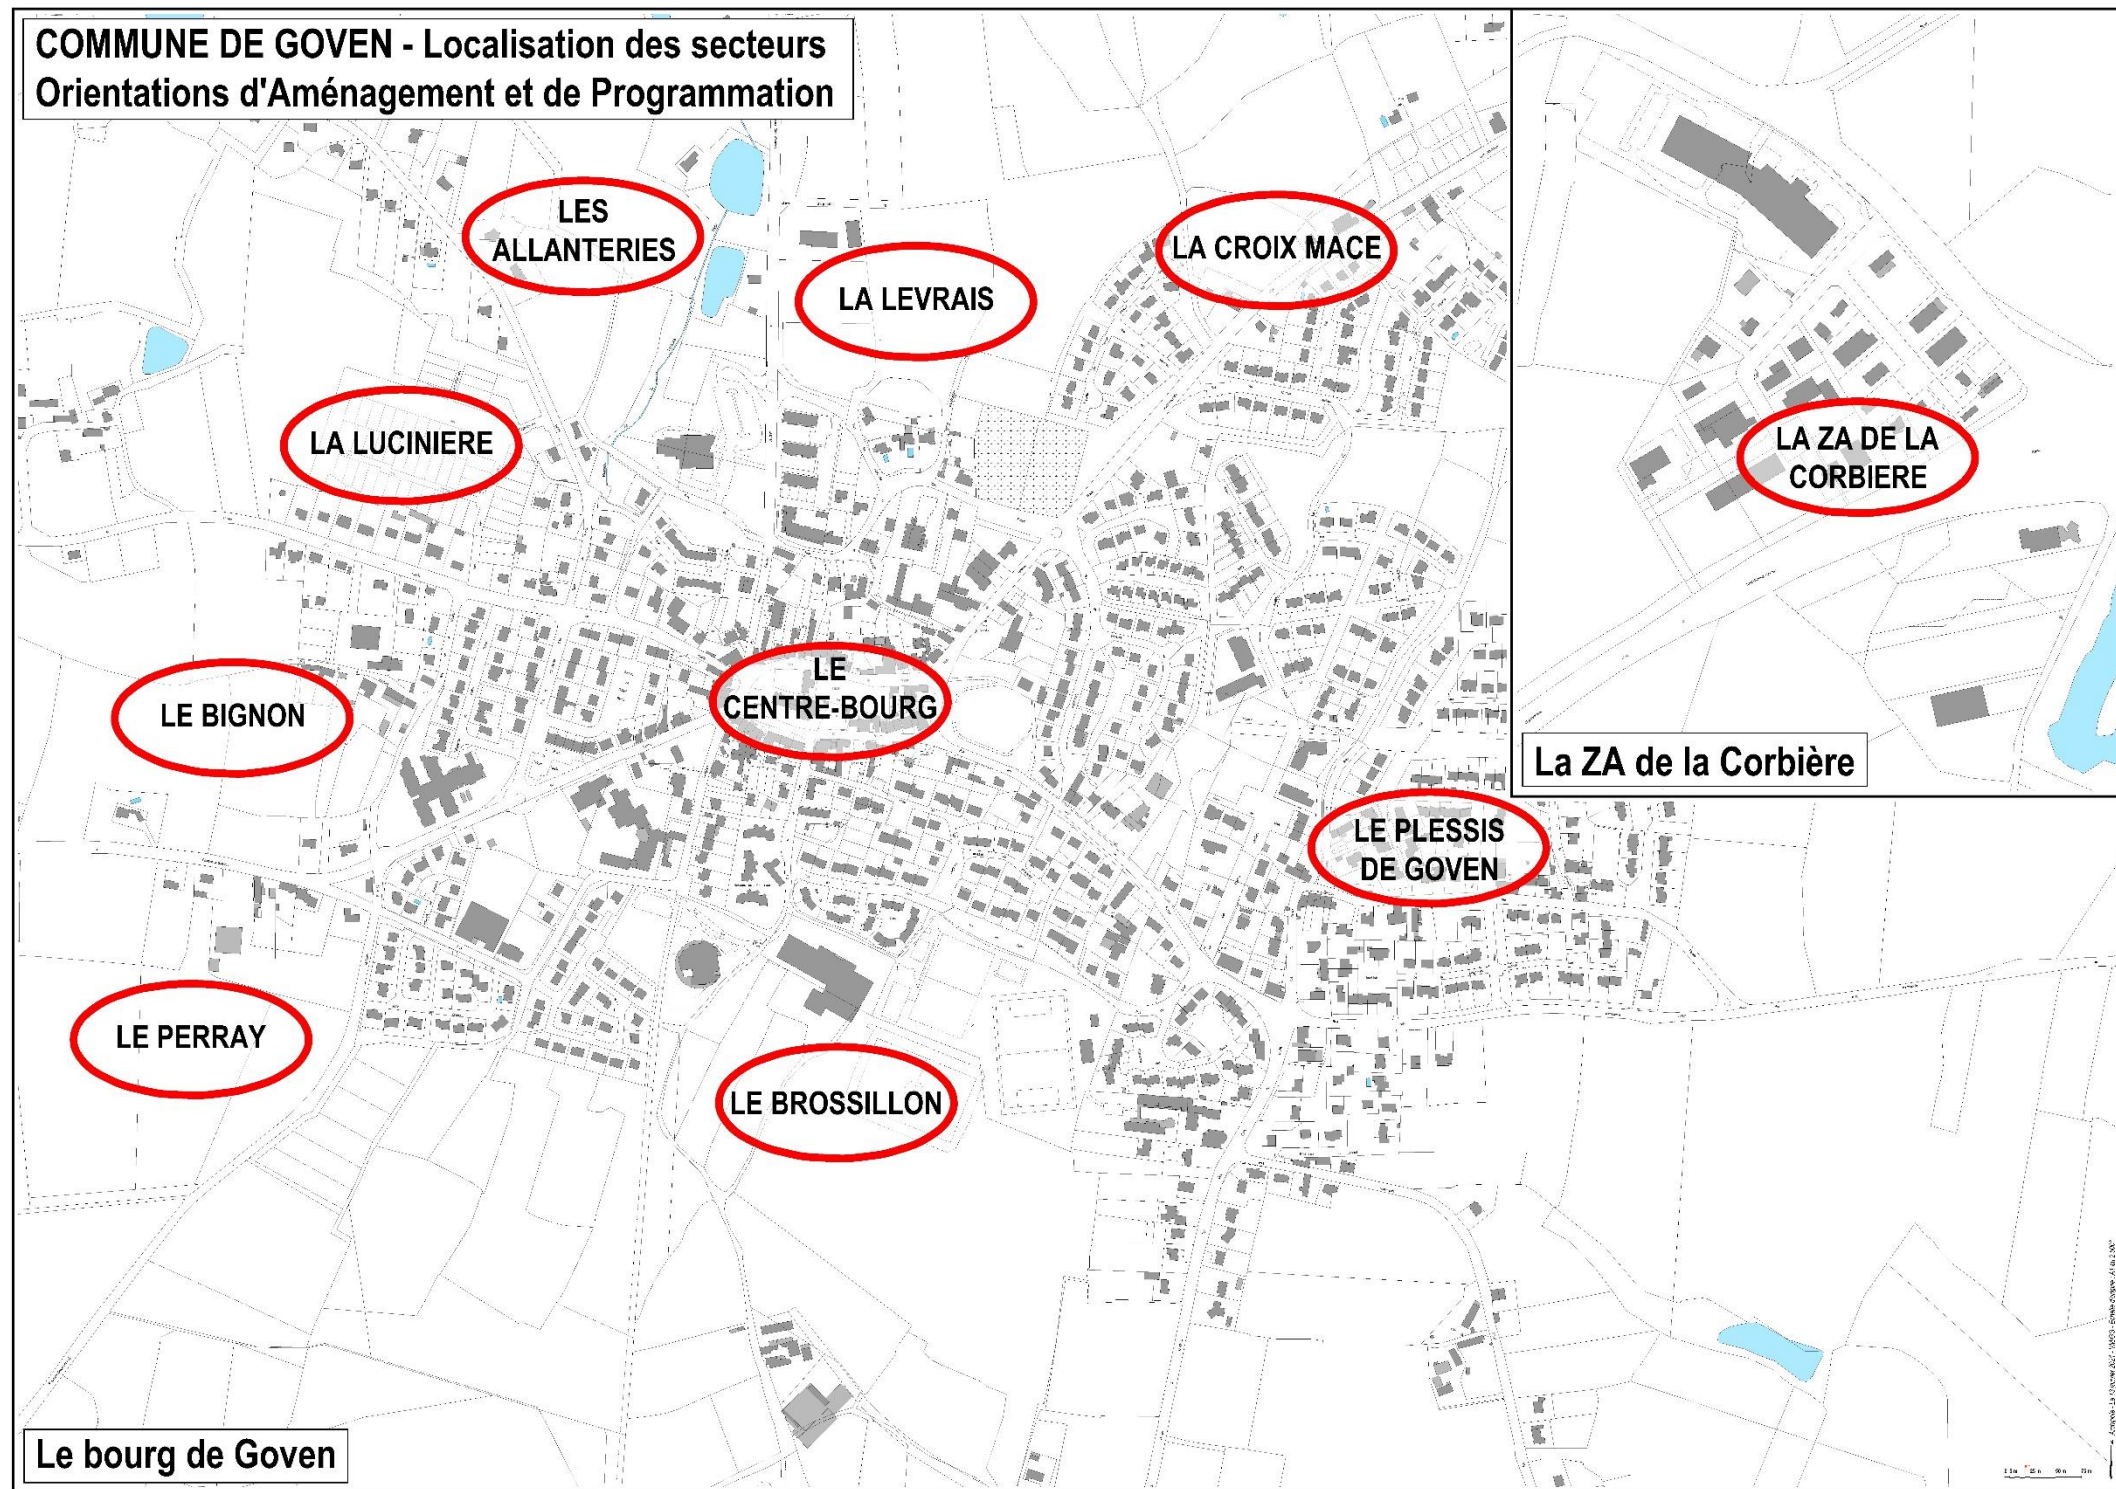 COMMUNE DE GOVEN - Localisation des secteurs
Orientations d'Aménagement et de Programmation
LES
ALLANTERIES
LA LEVRAIS
LA CROIX MACE
LA LUCINIERE
LA ZA DE LA
CORBIERE
LE BIGNON
LE
CENTRE-BOURG
La ZA de la Corbière
LE PLESSIS
DE GOVEN
LE PERRAY
LE BROSSILLON
Le bourg de Goven